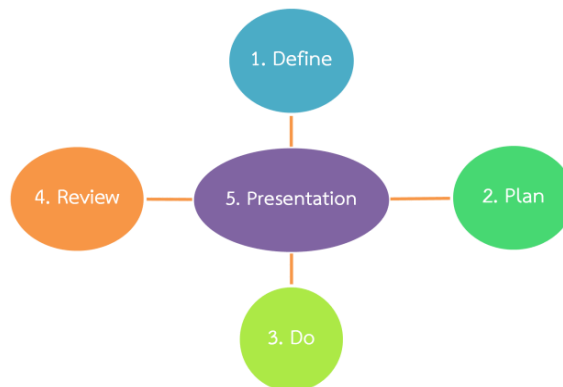 1. Define
4. Review
5. Presentation
2. Plan
3. Do